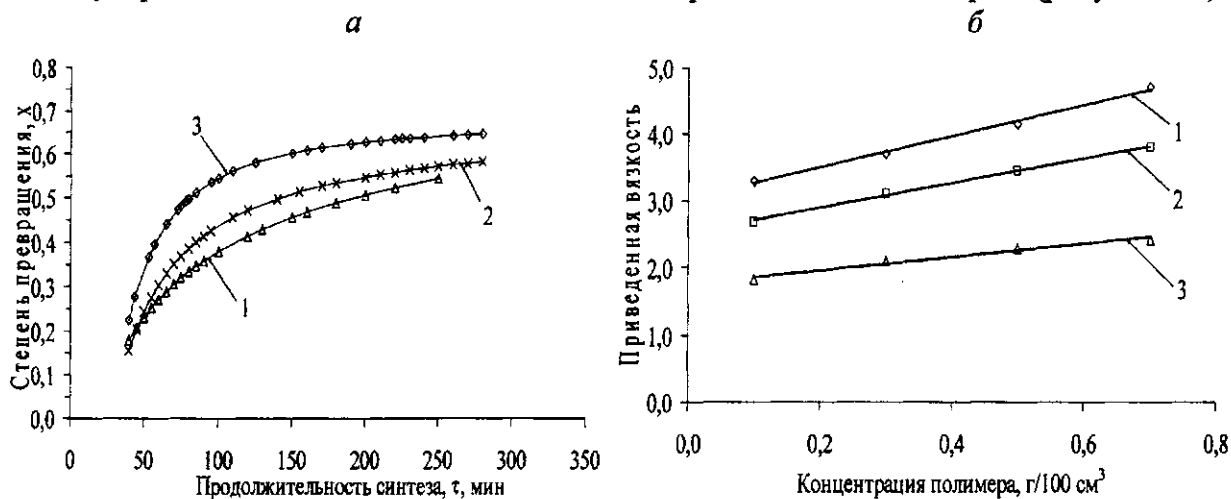 а
б
0,8
0,7
0,6
0,5
0,4
0,3
0,2
0,1
0,0
0 50 100 150 200 250 300 350
Степень превращения, х
Продолжительность синтеза, τ, мин
3
2
1
5,0
4,0
3,0
2,0
1,0
0,0
0,0 0,2 0,4 0,6 0,8
Приведенная вязкость
Концентрация полимера, г/100 см³
1
2
3